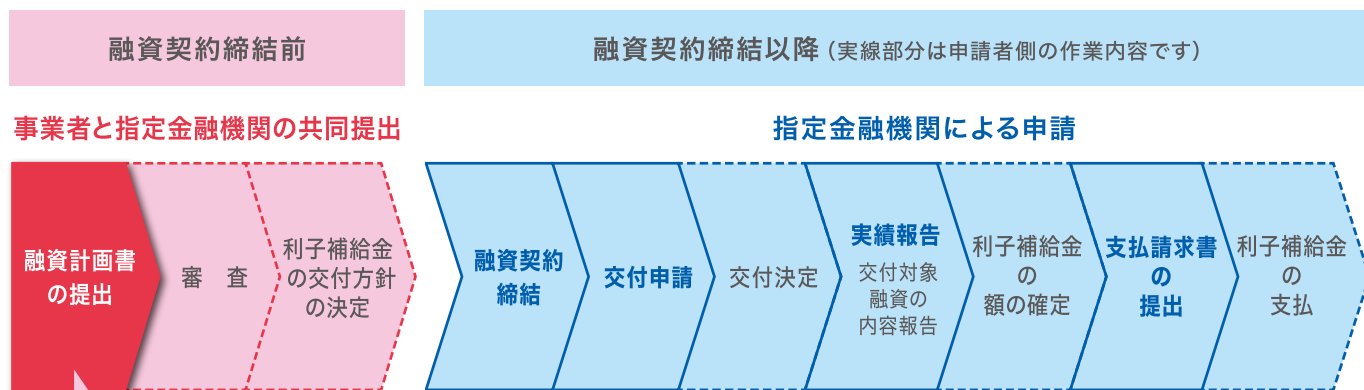 融資契約締結前
融資契約締結以降（実線部分は申請者側の作業内容です）
事業者と指定金融機関の共同提出
指定金融機関による申請
融資計画書
の提出
審　査
利子補給金
の交付方針
の決定
融資契約
締結
交付申請
交付決定
実績報告
交付対象
融資の
内容報告
利子補給金
の
額の確定
支払請求書
の
提出
利子補給金
の
支払